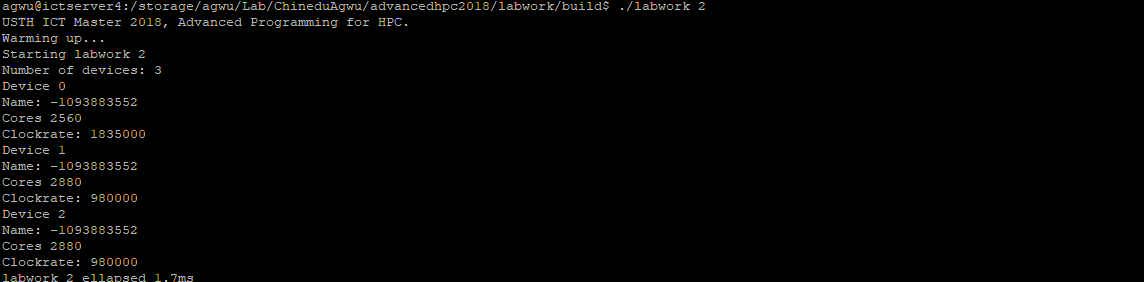 agwu@ictserver4:/storage/agwu/Lab/ChineduAgwu/advancedhpc2018/labwork/build$ ./labwork 2
USTH ICT Master 2018, Advanced Programming for HPC.
Warming up...
Starting labwork 2
Number of devices: 3
Device 0
Name: -1093883552
Cores 2560
Clockrate: 1835000
Device 1
Name: -1093883552
Cores 2880
Clockrate: 980000
Device 2
Name: -1093883552
Cores 2880
Clockrate: 980000
labwork 2 ellapsed 1.7ms